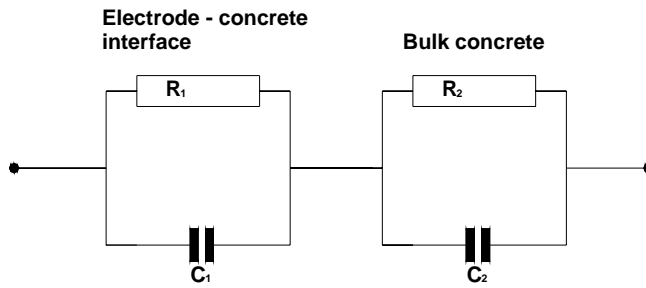 Electrode - concrete
interface
Bulk concrete
R₁
R₂
C₁
C₂